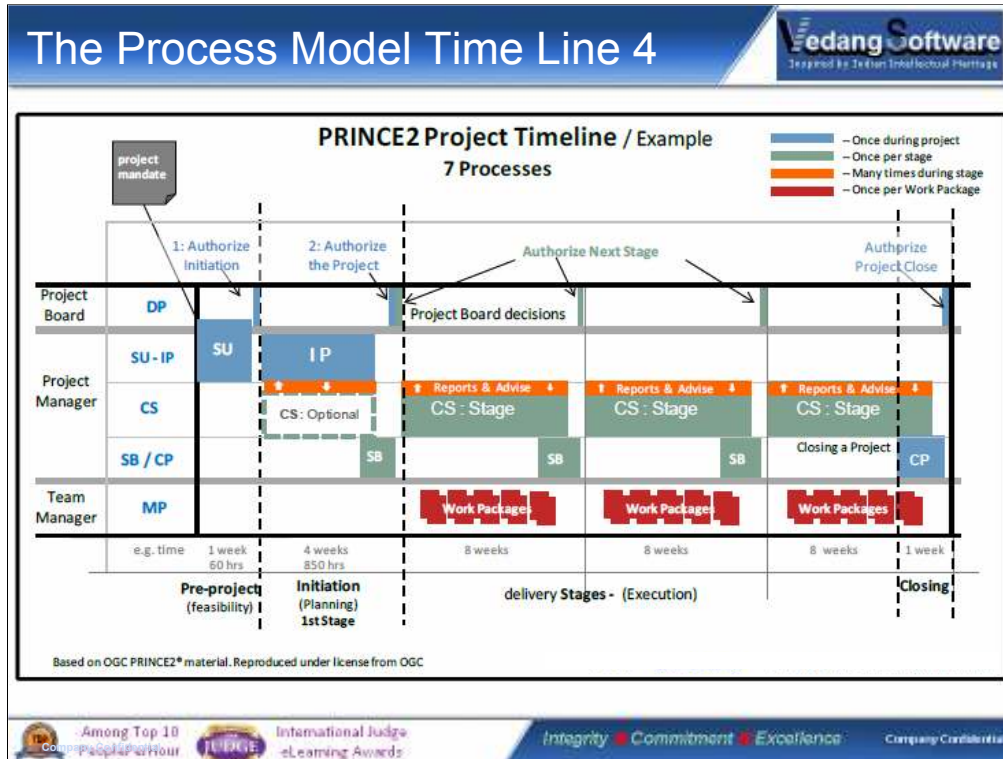 The Process Model Time Line 4
Vedang Software
Inspired by Indian Intellectual Heritage
PRINCE2 Project Timeline / Example
7 Processes
– Once during project
– Once per stage
– Many times during stage
– Once per Work Package
project
mandate
1: Authorize
Initiation
2: Authorize
the Project
Authorize Next Stage
Authorize
Project Close
Project
Board
DP
Project Board decisions
Project
Manager
SU - IP
SU
I P
CS
CS : Optional
Reports & Advise
CS : Stage
Reports & Advise
CS : Stage
Reports & Advise
CS : Stage
SB / CP
SB
SB
SB
Closing a Project
CP
Team
Manager
MP
Work Packages
Work Packages
Work Packages
e.g. time
1 week
60 hrs
4 weeks
850 hrs
8 weeks
8 weeks
8 weeks
1 week
Pre-project
(feasibility)
Initiation
(Planning)
1st Stage
delivery Stages - (Execution)
Closing
Based on OGC PRINCE2® material. Reproduced under license from OGC
Among Top 10
JUDGE
International Judge
eLearning Awards
Integrity Commitment Excellence
Company Confidential